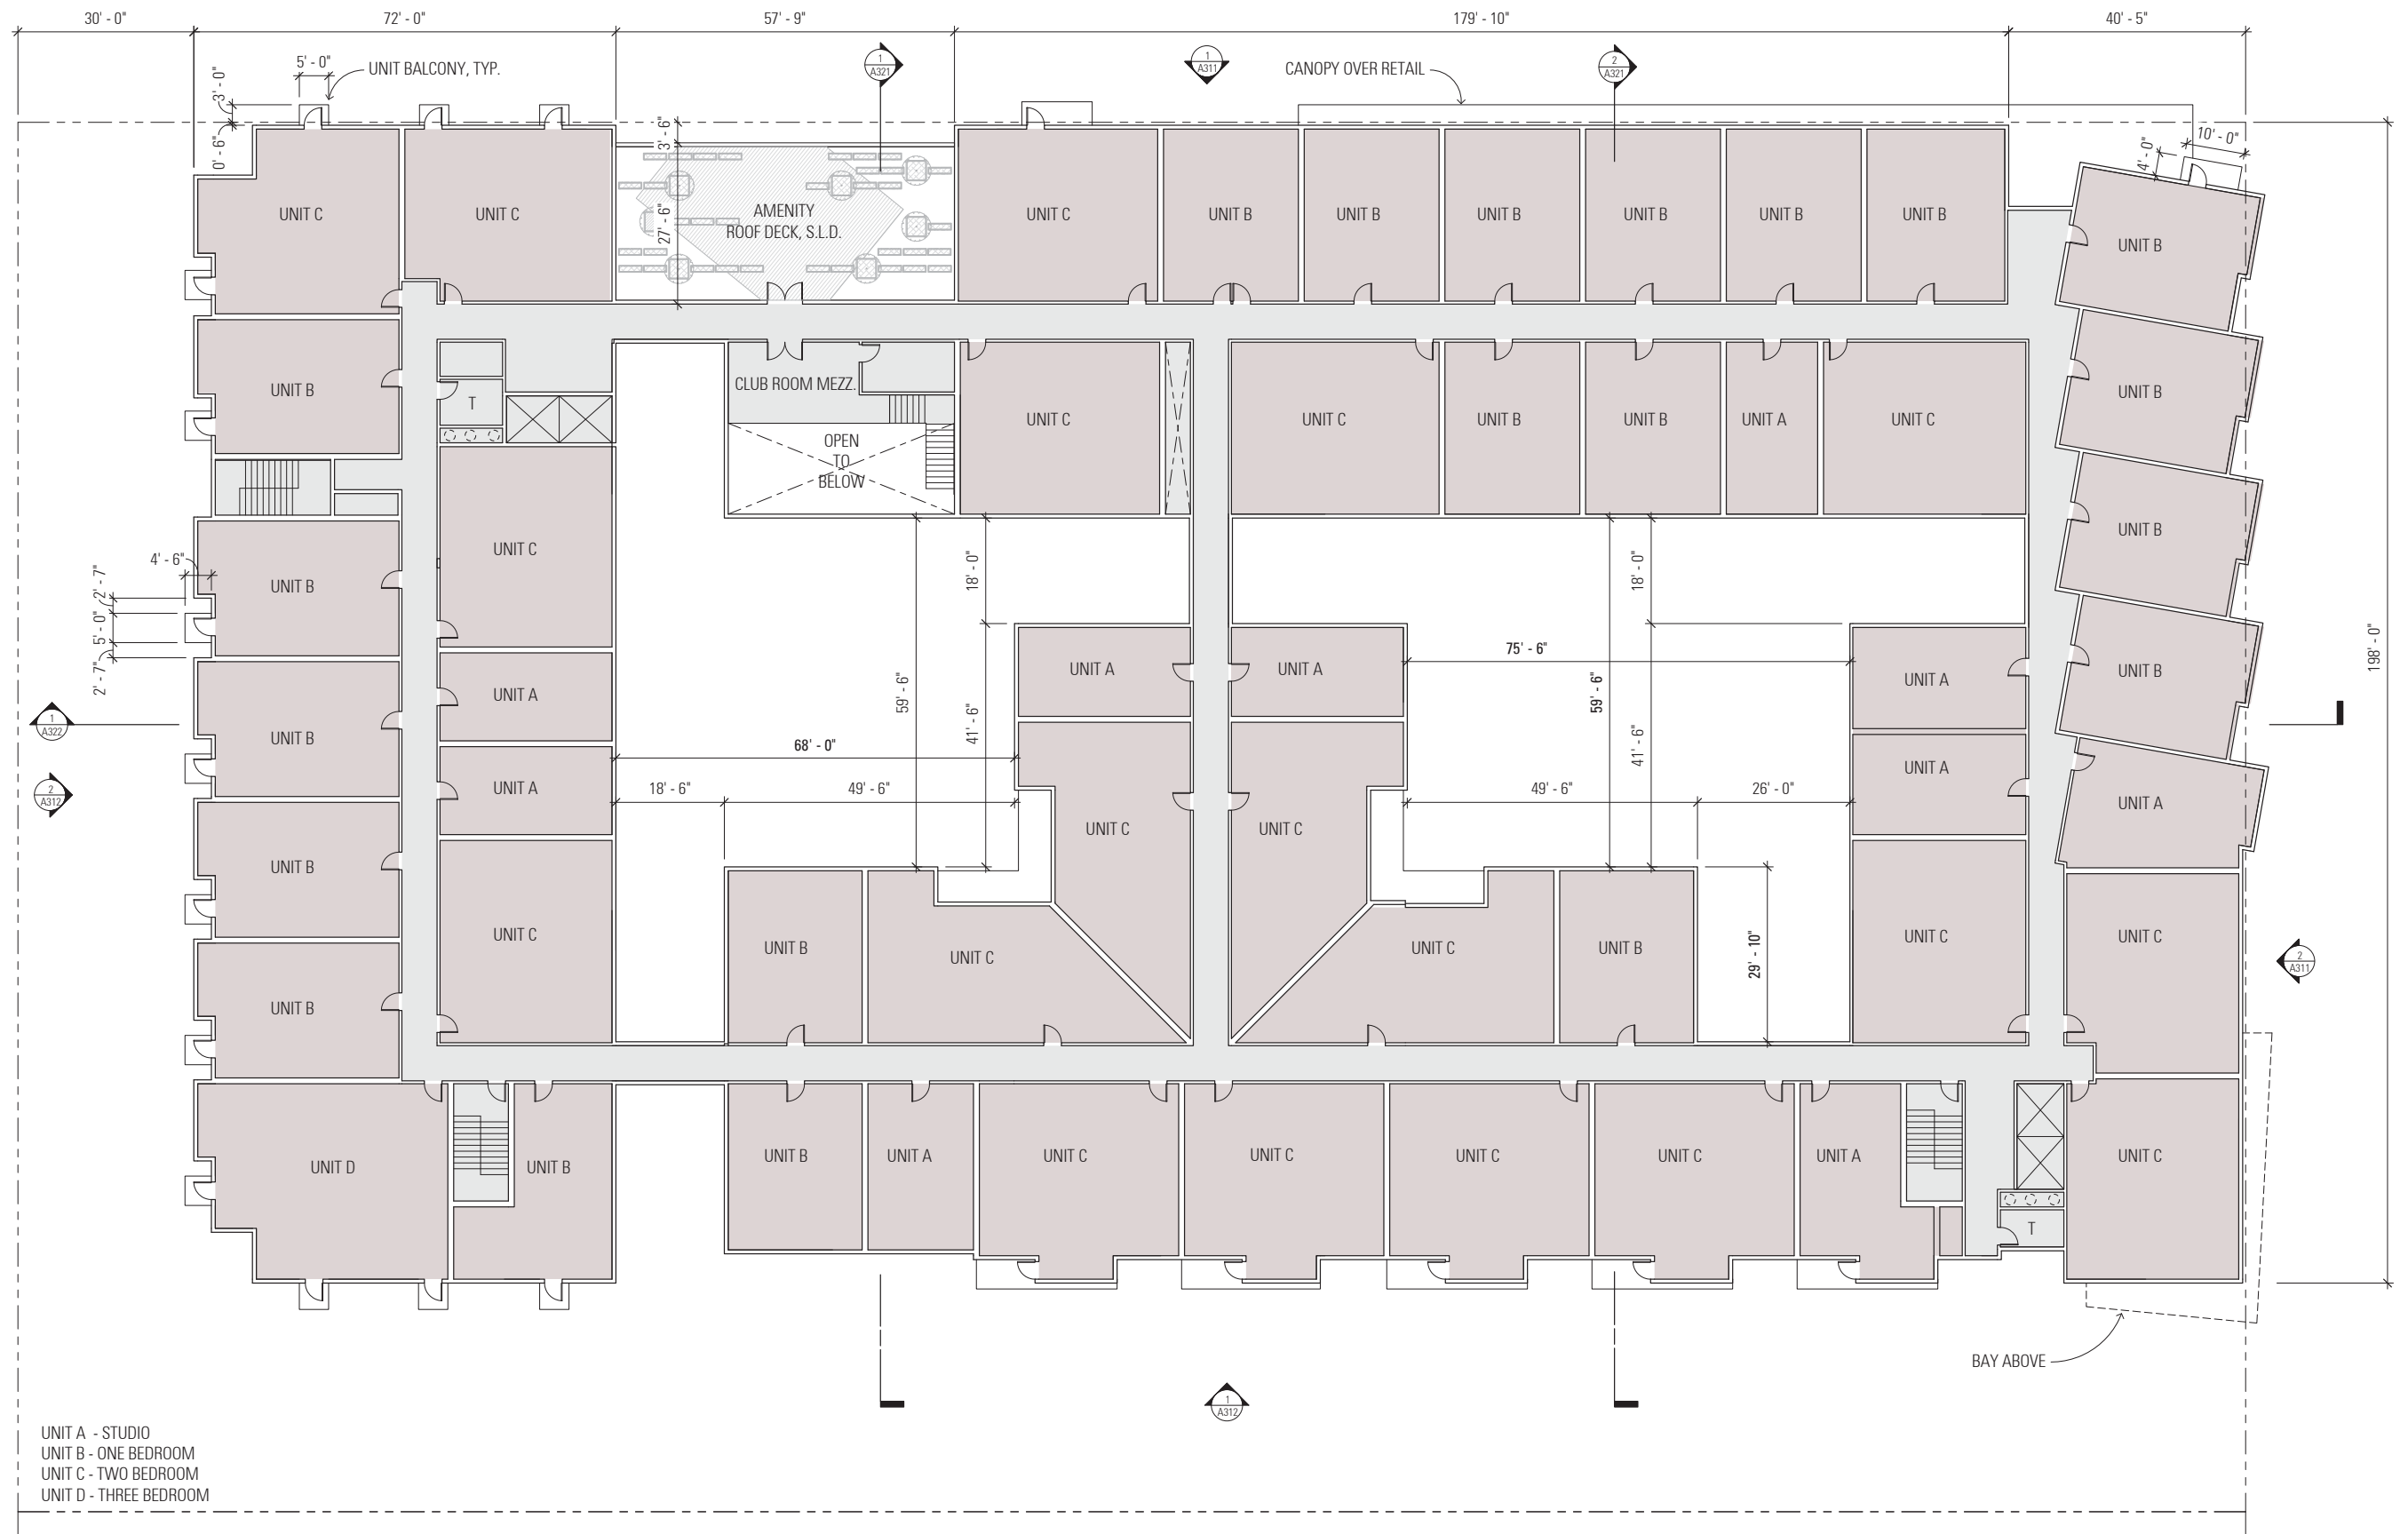 30' - 0"
72' - 0"
57' - 9"
179' - 10"
40' - 5"
5' - 0"
UNIT BALCONY, TYP.
1
A321
1
A311
CANOPY OVER RETAIL
2
A321
3' - 0"
0' - 6"
3' - 6"
27' - 6"
10' - 0"
4' - 0"
UNIT C
UNIT C
AMENITY
ROOF DECK, S.L.D.
UNIT C
UNIT B
UNIT B
UNIT B
UNIT B
UNIT B
UNIT B
UNIT B
UNIT B
T
CLUB ROOM MEZZ.
OPEN
TO
BELOW
UNIT C
UNIT C
UNIT B
UNIT B
UNIT A
UNIT C
UNIT B
UNIT C
UNIT B
4' - 6"
2' - 7"
5' - 0"
2' - 7"
UNIT B
18' - 0"
18' - 0"
198' - 0"
UNIT A
UNIT A
UNIT A
75' - 6"
UNIT A
UNIT B
59' - 6"
59' - 6"
41' - 6"
41' - 6"
1
A322
UNIT B
68' - 0"
UNIT A
2
A312
UNIT A
18' - 6"
49' - 6"
49' - 6"
26' - 0"
UNIT A
UNIT C
UNIT C
UNIT B
UNIT C
UNIT B
UNIT C
UNIT C
UNIT B
29' - 10"
UNIT C
UNIT C
2
A311
UNIT B
UNIT D
UNIT B
UNIT B
UNIT A
UNIT C
UNIT C
UNIT C
UNIT C
UNIT A
UNIT C
T
BAY ABOVE
1
A312
UNIT A - STUDIO
UNIT B - ONE BEDROOM
UNIT C - TWO BEDROOM
UNIT D - THREE BEDROOM